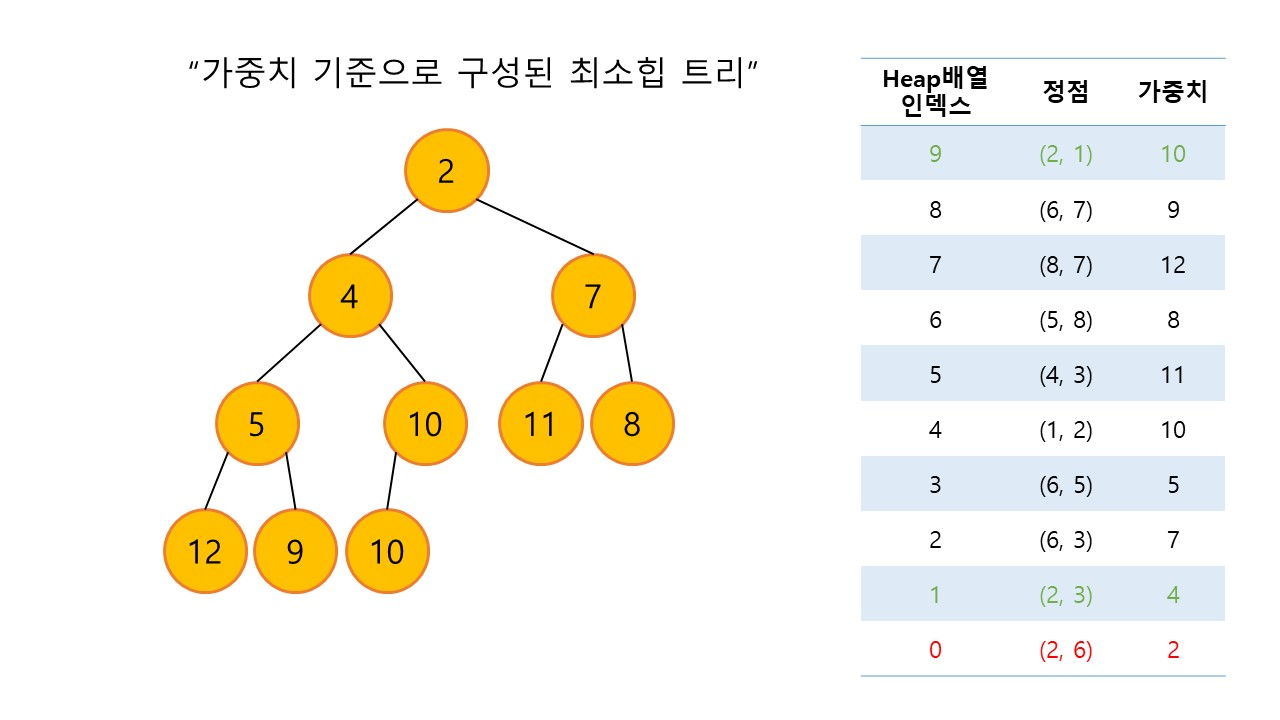 “가중치 기준으로 구성된 최소힙 트리”
2
4 7
5 10 11 8
12 9 10
Heap배열
인덱스 정점 가중치
9 (2, 1) 10
8 (6, 7) 9
7 (8, 7) 12
6 (5, 8) 8
5 (4, 3) 11
4 (1, 2) 10
3 (6, 5) 5
2 (6, 3) 7
1 (2, 3) 4
0 (2, 6) 2